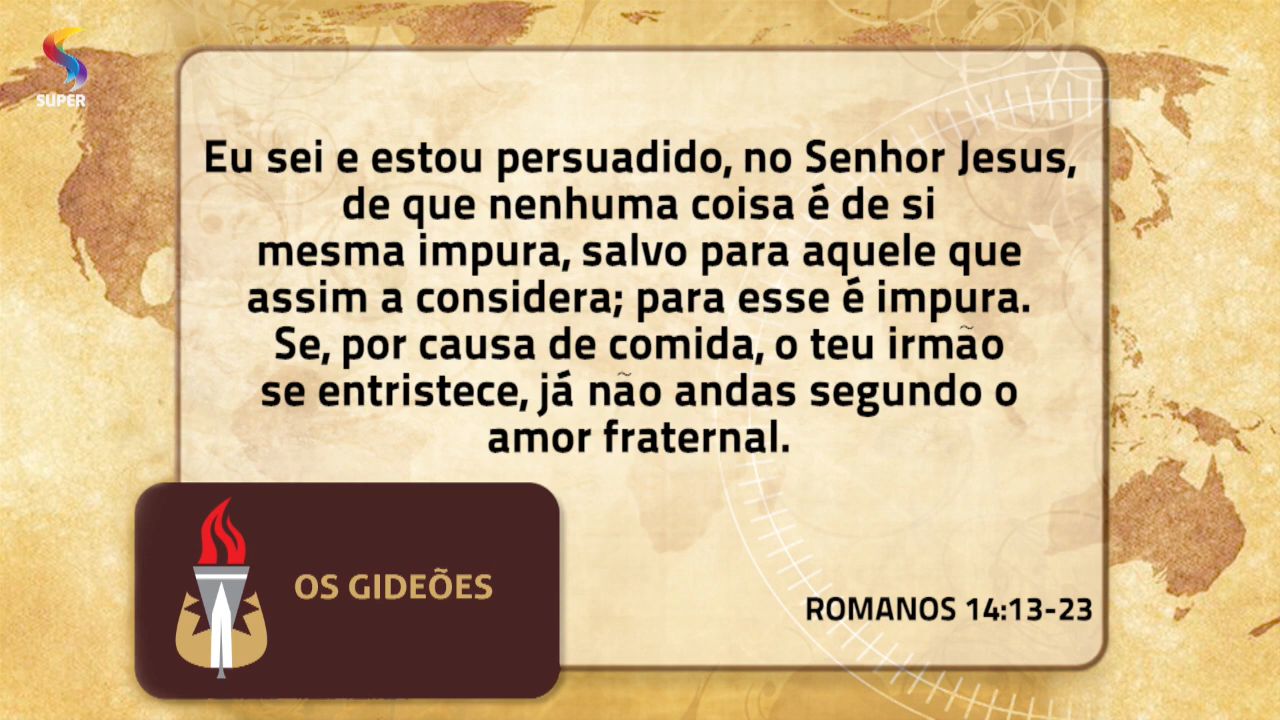 SUPER
Eu sei e estou persuadido, no Senhor Jesus,
de que nenhuma coisa é de si
mesma impura, salvo para aquele que
assim a considera; para esse é impura.
Se, por causa de comida, o teu irmão
se entristece, já não andas segundo o
amor fraternal.
OS GIDEÕES
ROMANOS 14:13-23